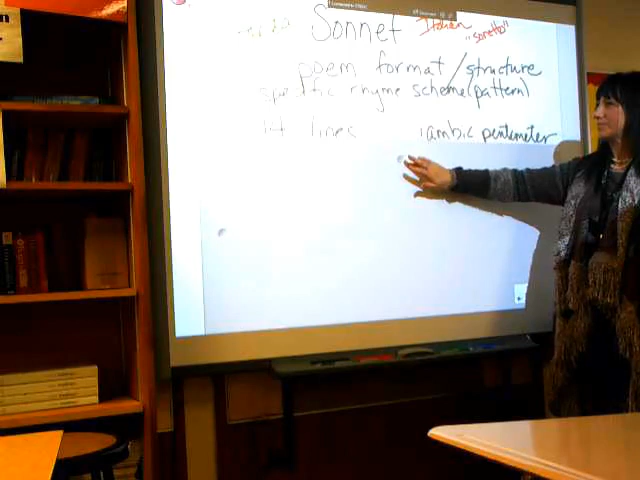 Sonnet Italian
"sonetto"
poem format / structure
specific rhyme scheme (pattern)
14 lines iambic pentameter